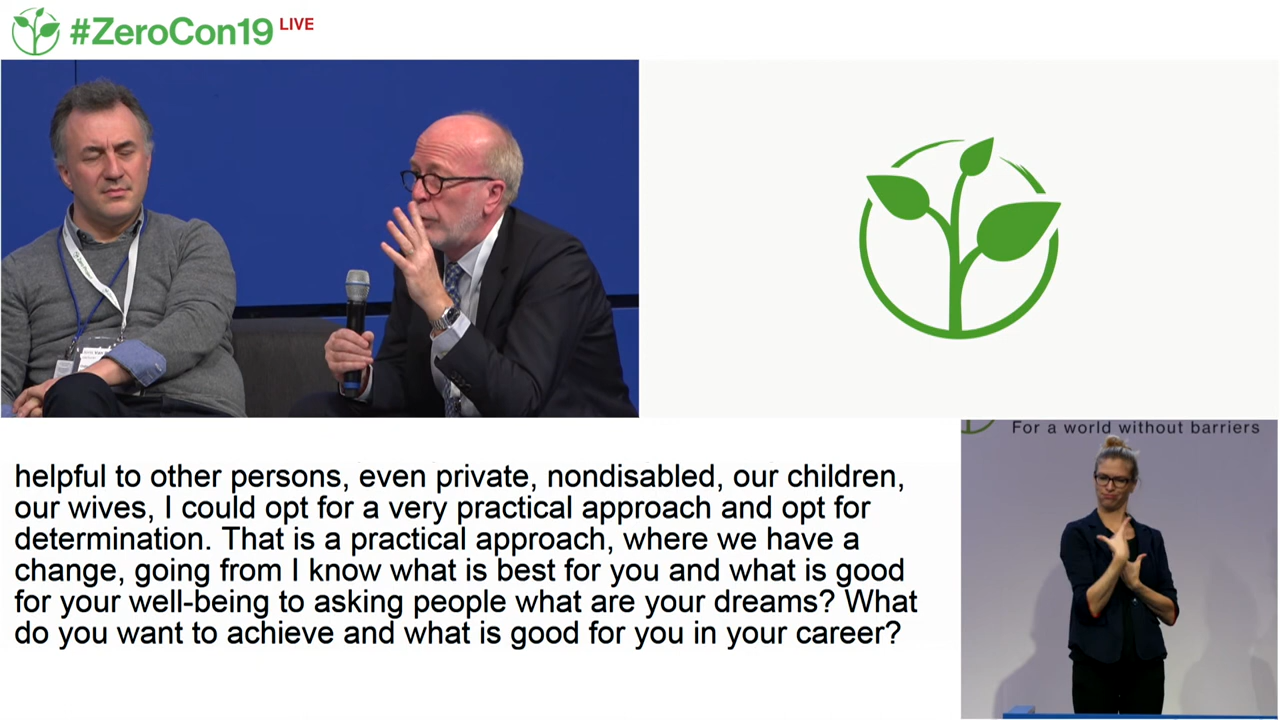 #ZeroCon19 LIVE
For a world without barriers
helpful to other persons, even private, nondisabled, our children,
our wives, I could opt for a very practical approach and opt for
determination. That is a practical approach, where we have a
change, going from I know what is best for you and what is good
for your well-being to asking people what are your dreams? What
do you want to achieve and what is good for you in your career?